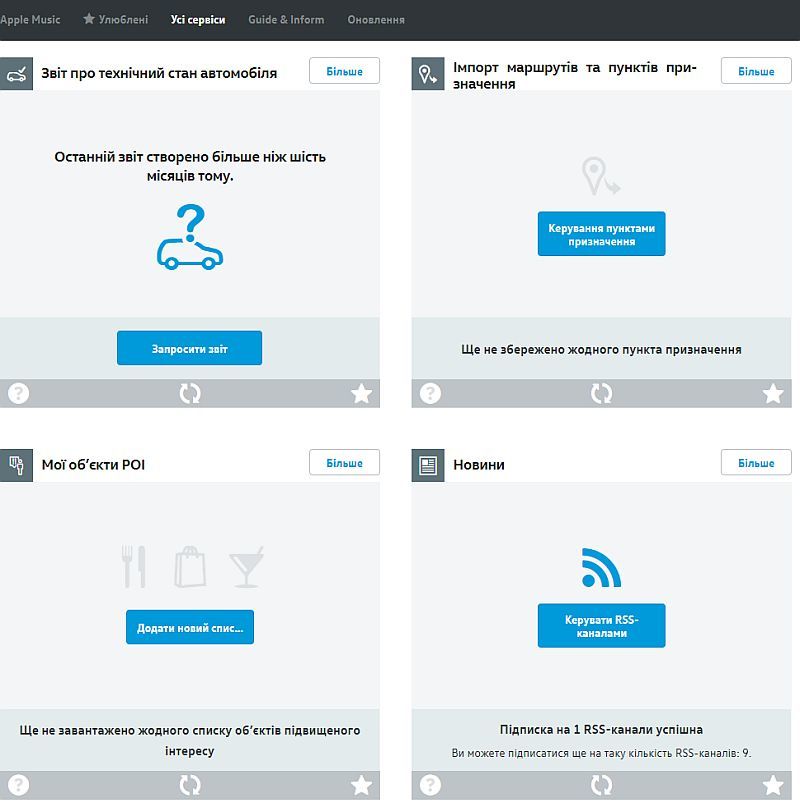 Apple Music Улюблені Усі сервіси Guide & Inform Оновлення
Звіт про технічний стан автомобіля
Більше
Останній звіт створено більше ніж шість
місяців тому.
?
Запросити звіт
?
Імпорт маршрутів та пунктів при-
значення
Більше
Керування пунктами
призначення
Ще не збережено жодного пункта призначення
?
Мої об’єкти POI
Більше
Додати новий спис...
Ще не завантажено жодного списку об’єктів підвищеного
інтересу
?
Новини
Більше
Керувати RSS-
каналами
Підписка на 1 RSS-канали успішна
Ви можете підписатися ще на таку кількість RSS-каналів: 9.
?